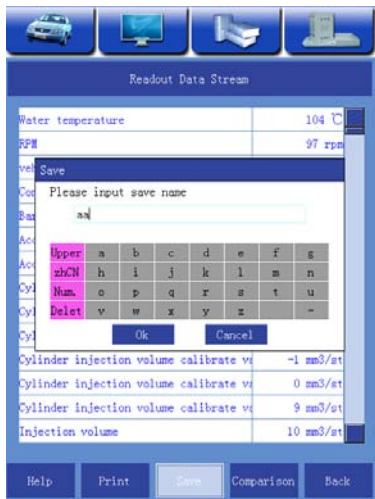 Readout Data Stream
Water temperature 104 ℃
RPM 97 rpm
Save
Please input save name
aa
Upper a b c d e f g
zhCN h i j k l m n
Num. o p q r s t u
Delet v w x y z -
Ok Cancel
Cylinder injection volume calibrate va -1 mm3/st
Cylinder injection volume calibrate va 0 mm3/st
Cylinder injection volume calibrate va 9 mm3/st
Injection volume 10 mm3/st
Help Print Save Comparison Back